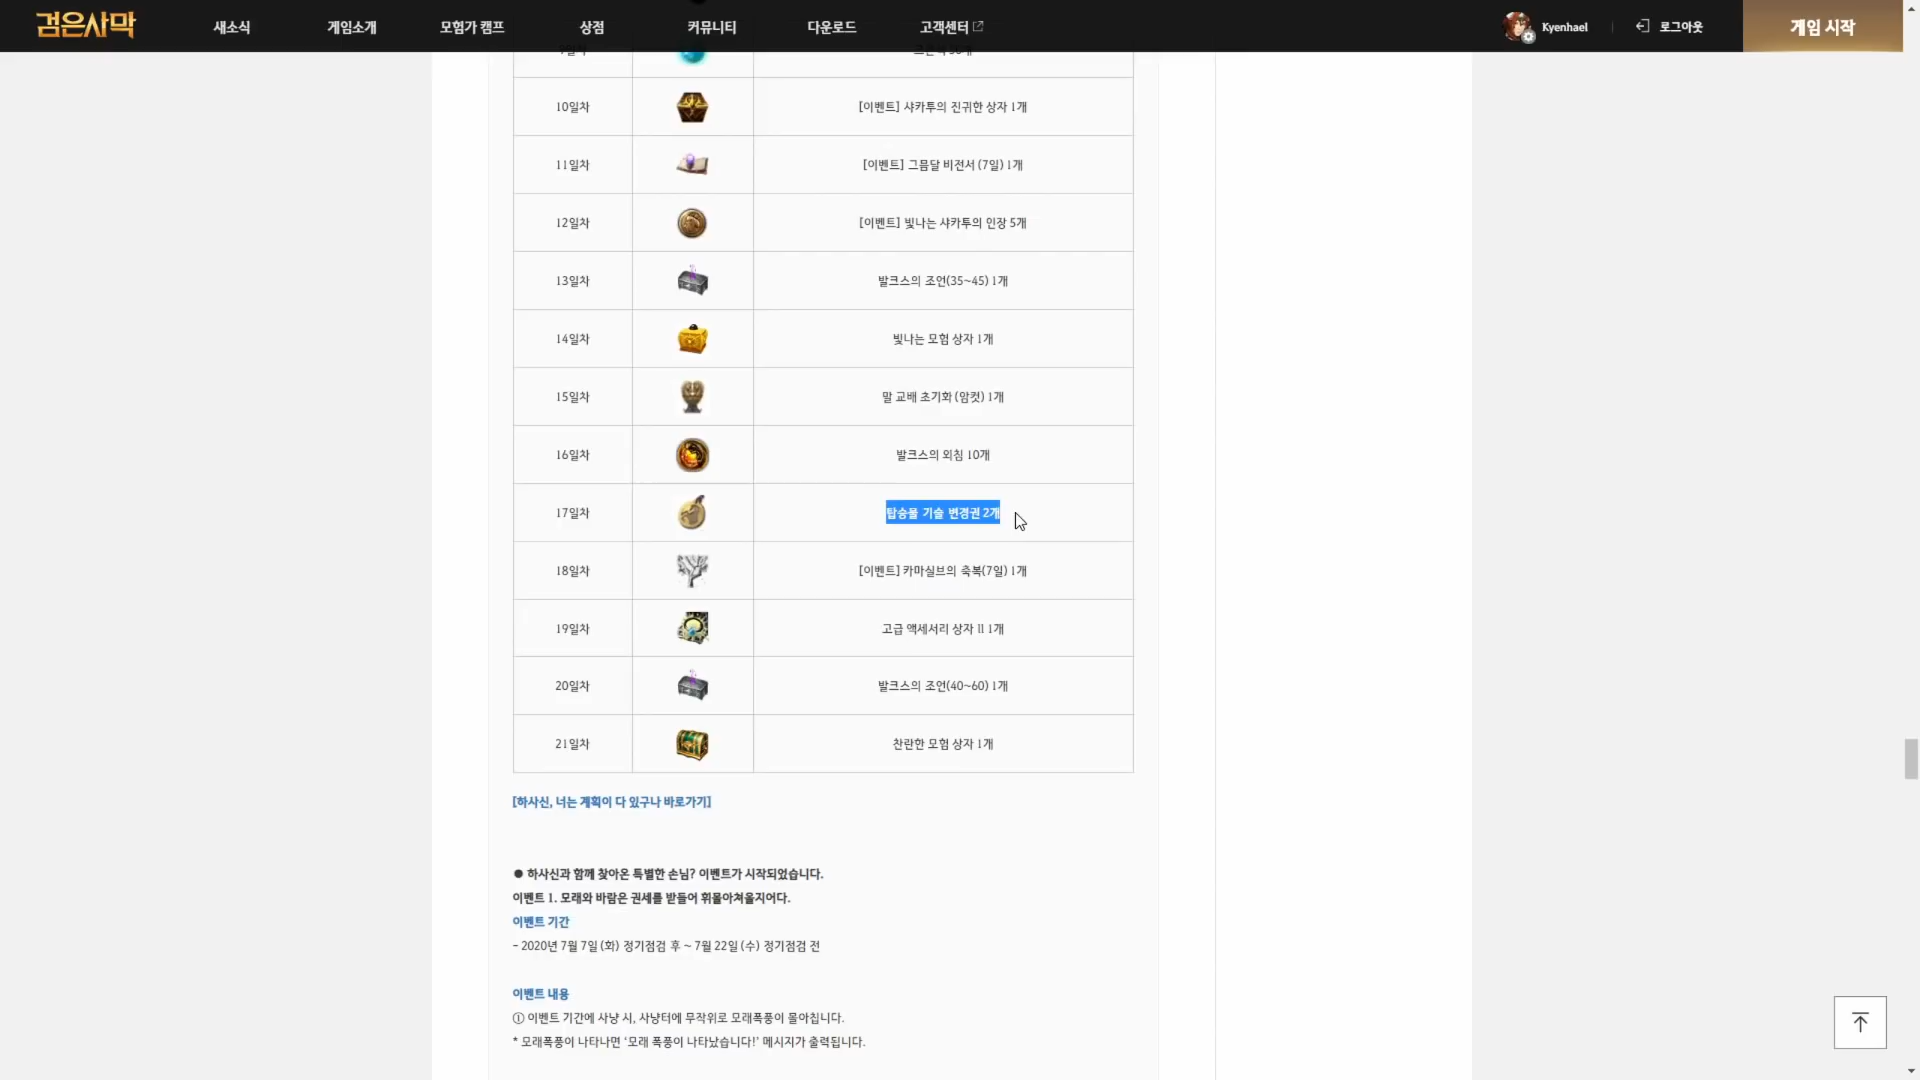 검은사막
새소식
게임소개
모험가 캠프
상점
커뮤니티
다운로드
고객센터
Kyenhael
로그아웃
게임 시작
10일차 [이벤트] 샤카투의 진귀한 상자 1개
11일차 [이벤트] 그믐달 비전서 (7일) 1개
12일차 [이벤트] 빛나는 샤카투의 인장 5개
13일차 발크스의 조언(35~45) 1개
14일차 빛나는 모험 상자 1개
15일차 말 교배 초기화 (암컷) 1개
16일차 발크스의 외침 10개
17일차 탑승물 기술 변경권 2개
18일차 [이벤트] 카마실브의 축복(7일) 1개
19일차 고급 액세서리 상자 ll 1개
20일차 발크스의 조언(40~60) 1개
21일차 찬란한 모험 상자 1개
[하사신, 너는 계획이 다 있구나 바로가기]
● 하사신과 함께 찾아온 특별한 손님? 이벤트가 시작되었습니다.
이벤트 1. 모래와 바람은 권세를 받들어 휘몰아쳐올지어다.
이벤트 기간
- 2020년 7월 7일 (화) 정기점검 후 ~ 7월 22일 (수) 정기점검 전
이벤트 내용
① 이벤트 기간에 사냥 시, 사냥터에 무작위로 모래폭풍이 몰아칩니다.
* 모래폭풍이 나타나면 ‘모래 폭풍이 나타났습니다!’ 메시지가 출력됩니다.